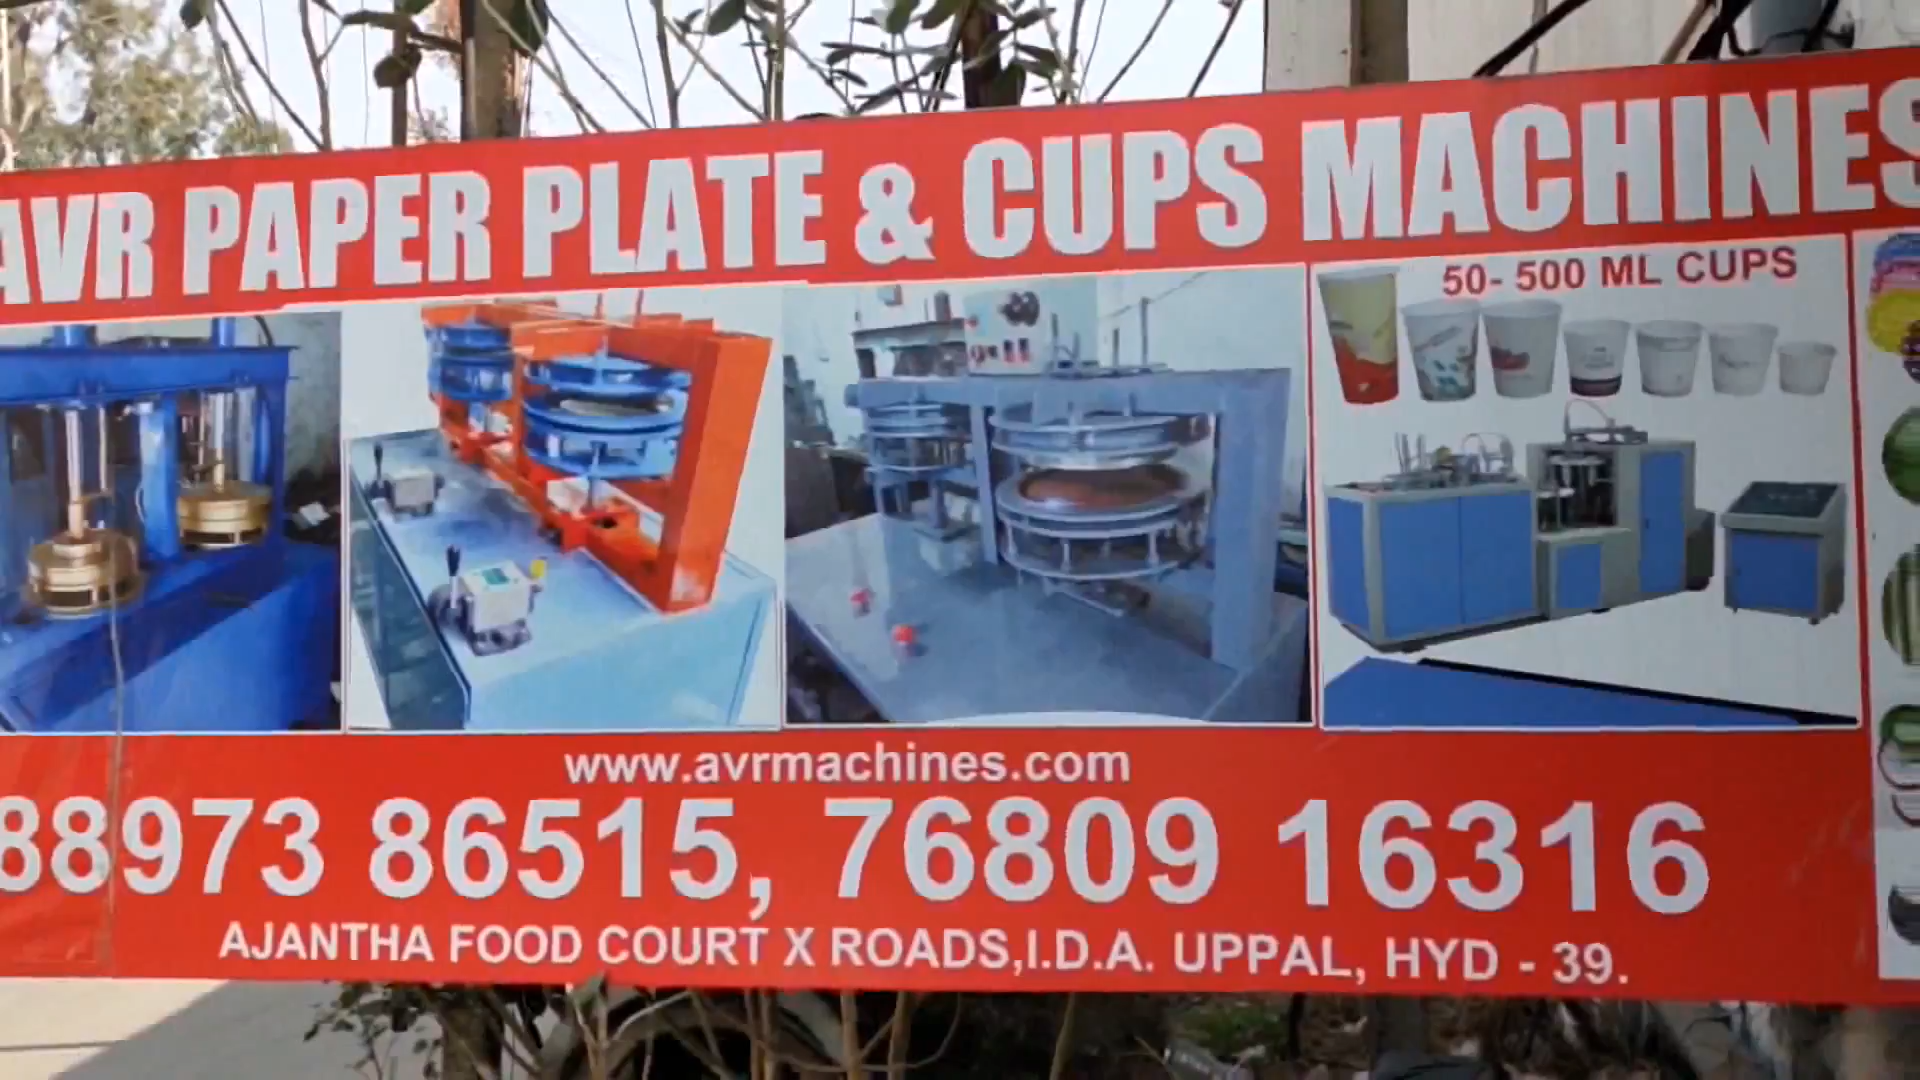 AVR PAPER PLATE & CUPS MACHINES
50- 500 ML CUPS
www.avrmachines.com
88973 86515, 76809 16316
AJANTHA FOOD COURT X ROADS,I.D.A. UPPAL, HYD - 39.